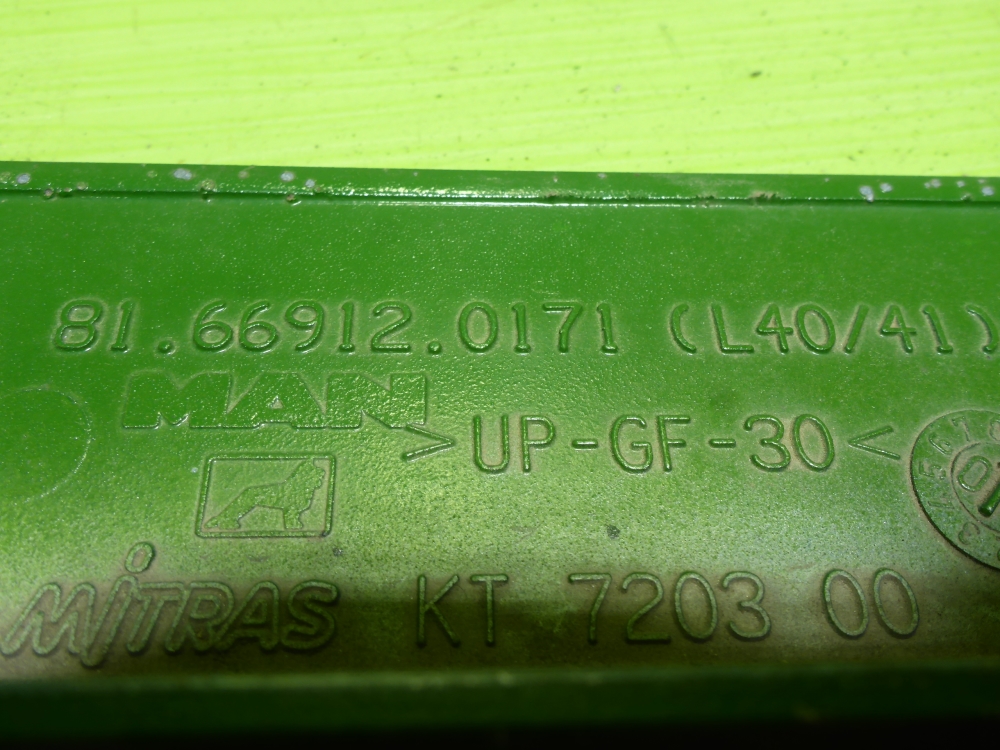 81.66912.0171 (L40/41)
MAN
>UP-GF-30<
MiTRAS KT 7203 00